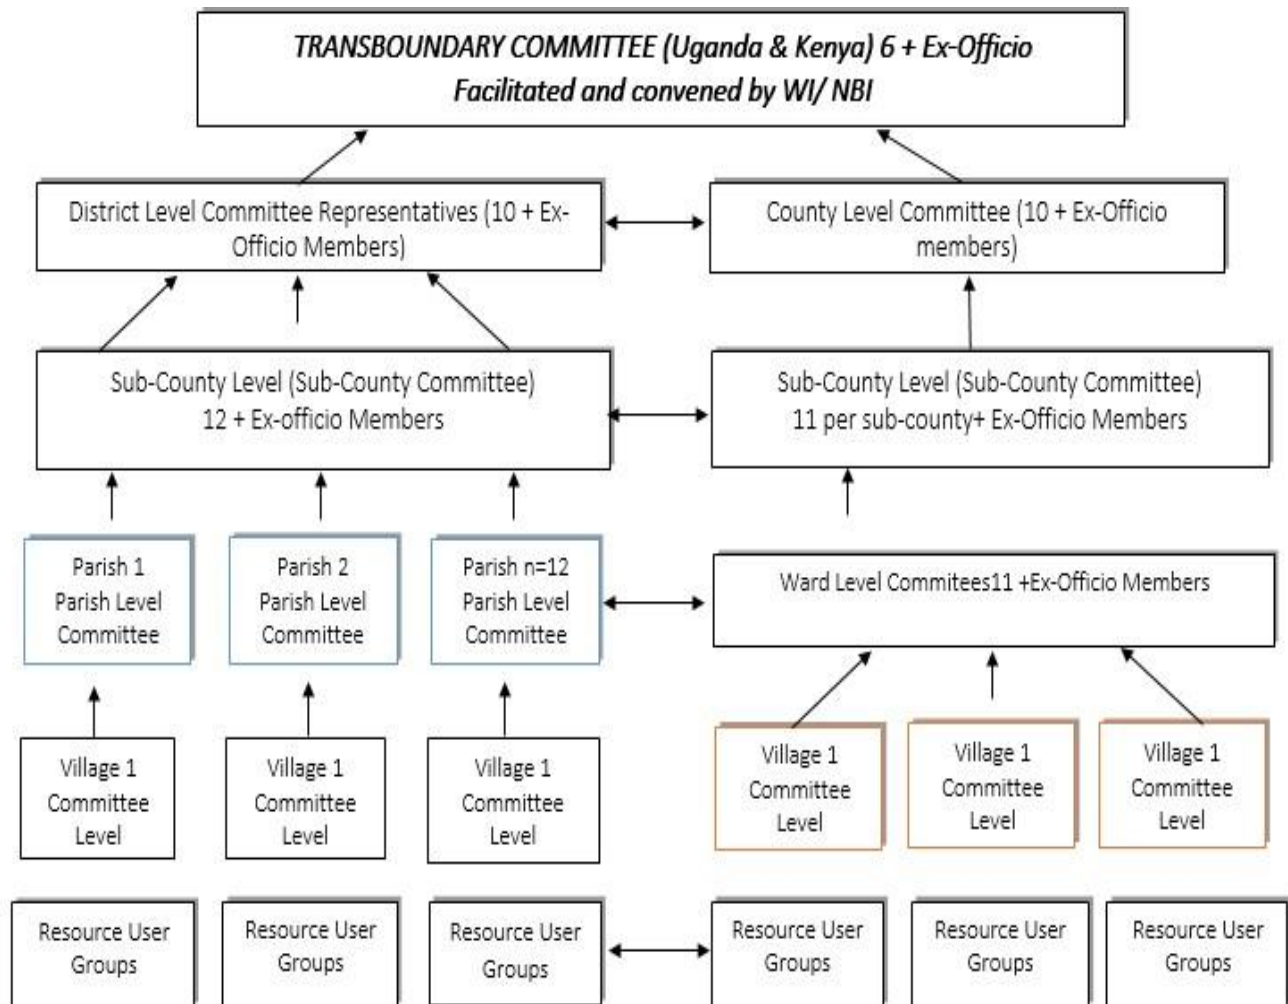 TRANSBOUNDARY COMMITTEE (Uganda & Kenya) 6 + Ex-Officio
Facilitated and convened by WI/ NBI
District Level Committee Representatives (10 + Ex-
Officio Members)
County Level Committee (10 + Ex-Officio
members)
Sub-County Level (Sub-County Committee)
12 + Ex-officio Members
Sub-County Level (Sub-County Committee)
11 per sub-county+ Ex-Officio Members
Parish 1
Parish Level
Committee
Parish 2
Parish Level
Committee
Parish n=12
Parish Level
Committee
Ward Level Commitees11 +Ex-Officio Members
Village 1
Committee
Level
Village 1
Committee
Level
Village 1
Committee
Level
Village 1
Committee
Level
Village 1
Committee
Level
Village 1
Committee
Level
Resource User
Groups
Resource User
Groups
Resource User
Groups
Resource User
Groups
Resource User
Groups
Resource User
Groups